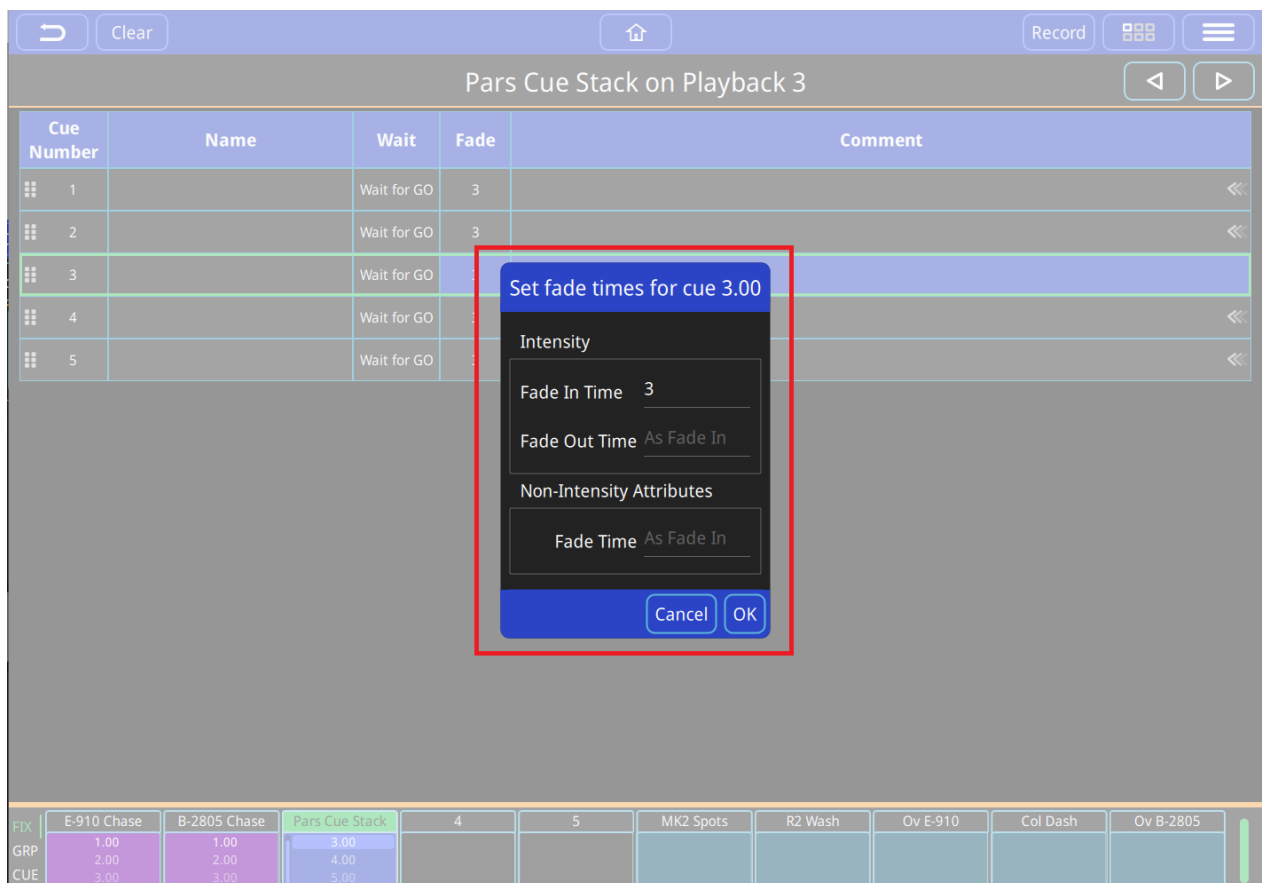 Clear
Record
Pars Cue Stack on Playback 3
Cue Number Name Wait Fade Comment
1 Wait for GO 3
2 Wait for GO 3
3 Wait for GO
4 Wait for GO
5 Wait for GO
Set fade times for cue 3.00
Intensity
Fade In Time 3
Fade Out Time As Fade In
Non-Intensity Attributes
Fade Time As Fade In
Cancel OK
FIX E-910 Chase B-2805 Chase Pars Cue Stack 4 5 MK2 Spots R2 Wash Ov E-910 Col Dash Ov B-2805
GRP 1.00 1.00 3.00
2.00 2.00 4.00
CUE 3.00 3.00 5.00